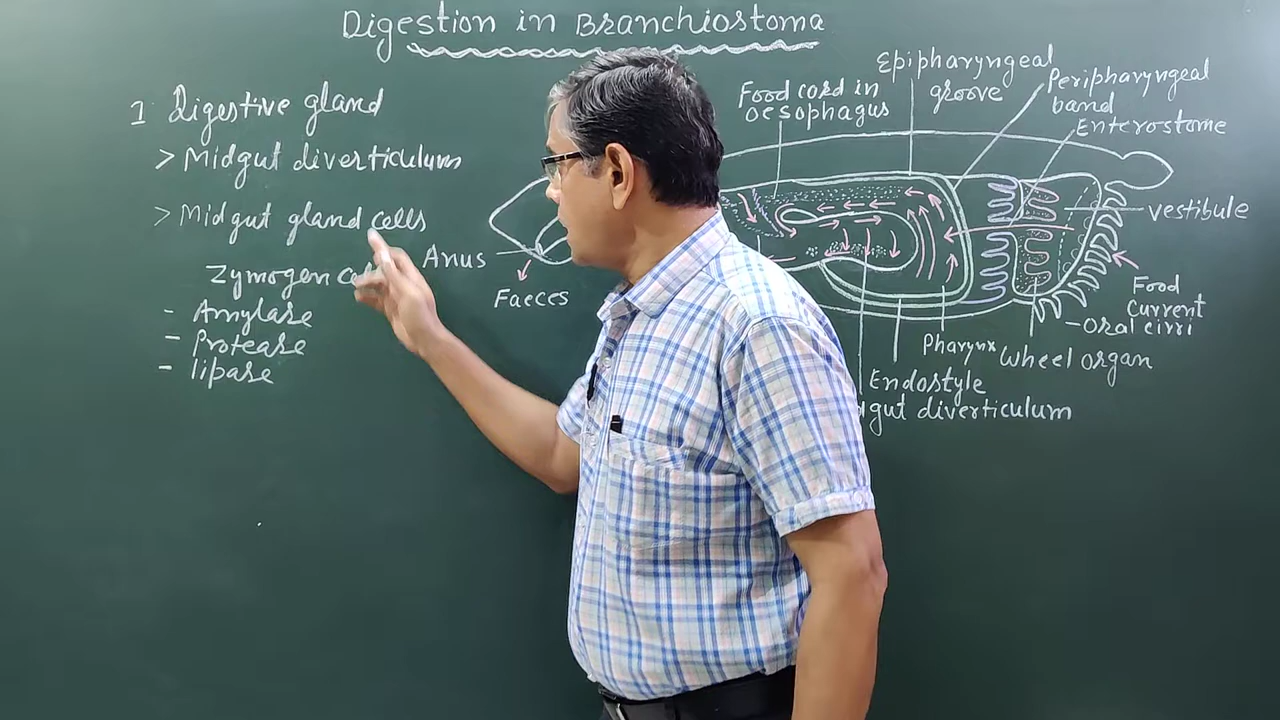 Digestion in Branchiostoma
1 Digestive gland
> Midgut diverticulum
> Midgut gland cells
Zymogen
- Amylase
- Protease
- lipase
Anus
Faeces
Food cord in
oesophagus
Epipharyngeal
groove
Peripharyngeal
band
Enterostome
vestibule
Food
Current
- oral cirri
Pharynx
wheel organ
Endostyle
diverticulum